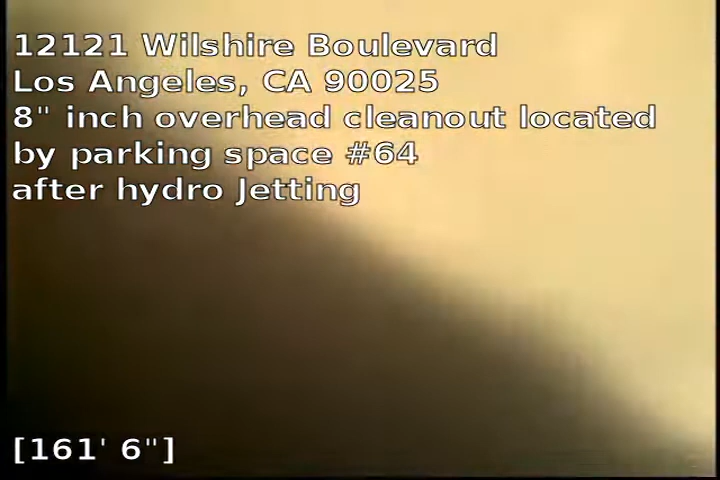 12121 Wilshire Boulevard
Los Angeles, CA 90025
8" inch overhead cleanout located
by parking space #64
after hydro Jetting
[161' 6"]